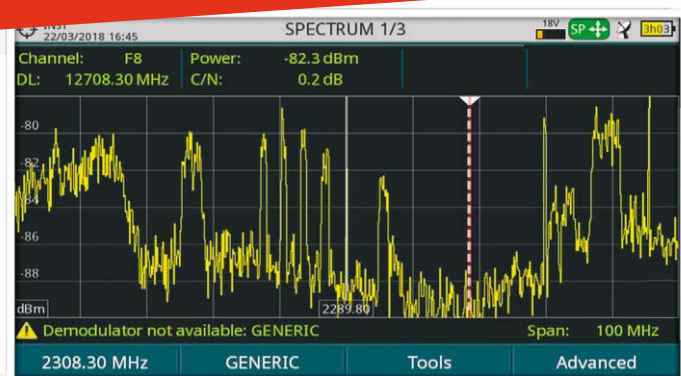 22/03/2018 16:45
SPECTRUM 1/3
18V
SP
3h03
Channel: F8 Power: -82.3 dBm
DL: 12708.30 MHz C/N: 0.2 dB
-80
-82
-84
-86
-88
dBm
2289.80
Demodulator not available: GENERIC
Span: 100 MHz
2308.30 MHz GENERIC Tools Advanced